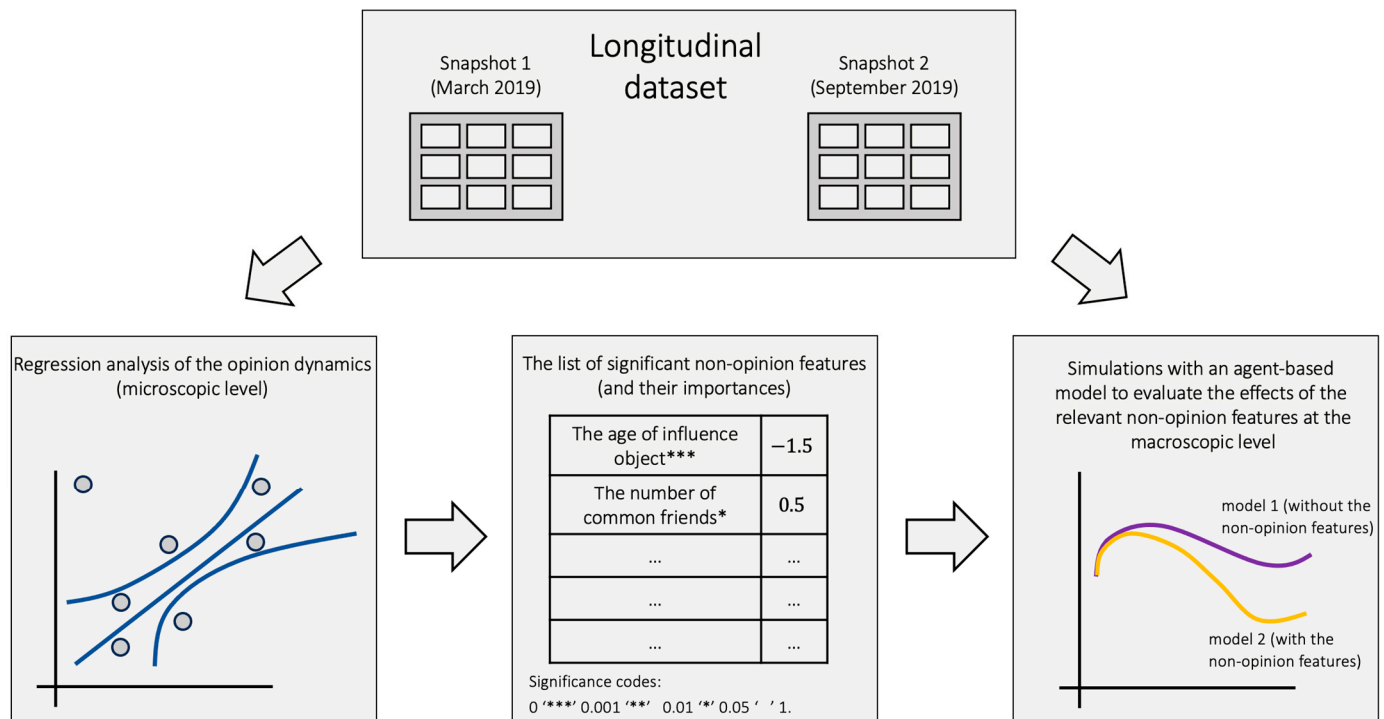 Longitudinal
dataset
Snapshot 1
(March 2019)
Snapshot 2
(September 2019)
Regression analysis of the opinion dynamics
(microscopic level)
The list of significant non-opinion features
(and their importances)
The age of influence
object***
−1.5
The number of
common friends*
0.5
...
...
...
...
...
...
Significance codes:
0 ‘***’ 0.001 ‘**’ 0.01 ‘*’ 0.05 ‘ ’ 1.
Simulations with an agent-based
model to evaluate the effects of the
relevant non-opinion features at the
macroscopic level
model 1 (without the
non-opinion features)
model 2 (with the
non-opinion features)